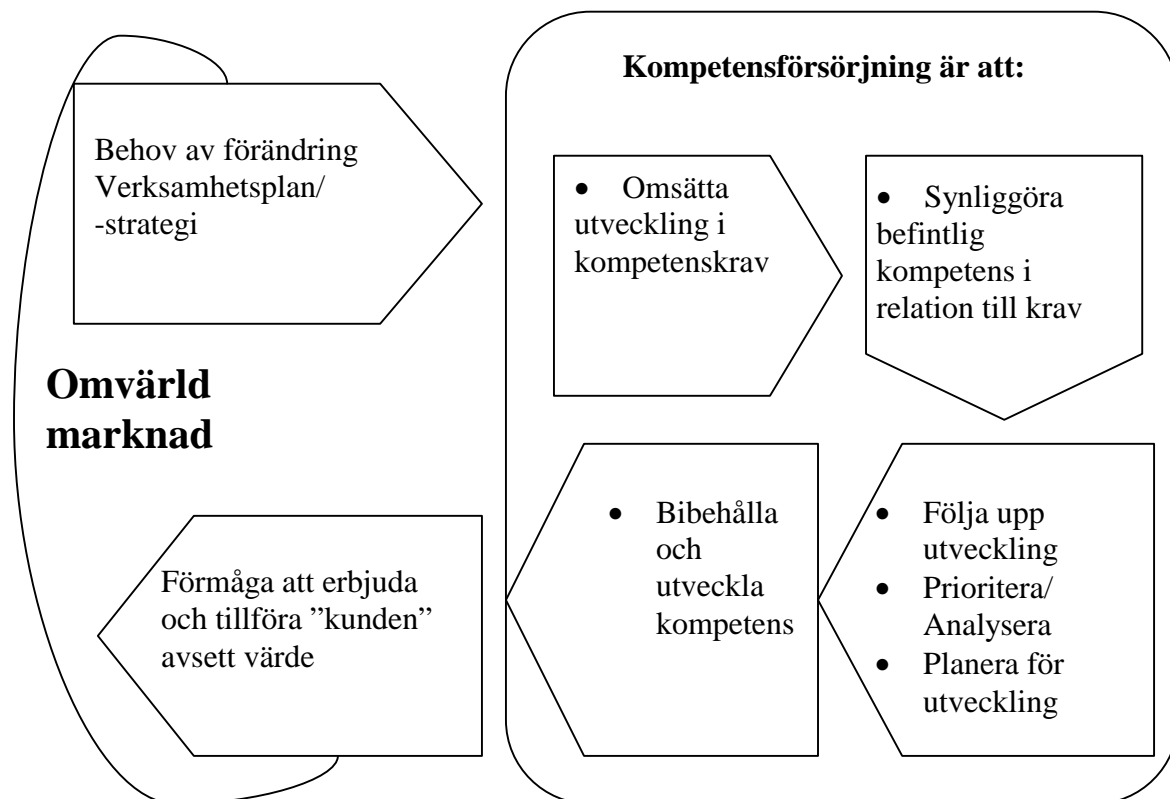 Kompetensförsörjning är att:
Behov av förändring
Verksamhetsplan/
-strategi
• Omsätta
utveckling i
kompetenskrav
• Synliggöra
befintlig
kompetens i
relation till krav
Omvärld
marknad
• Följa upp
utveckling
• Prioritera/
Analysera
• Planera för
utveckling
• Bibehålla
och
utveckla
kompetens
Förmåga att erbjuda
och tillföra ”kunden”
avsett värde